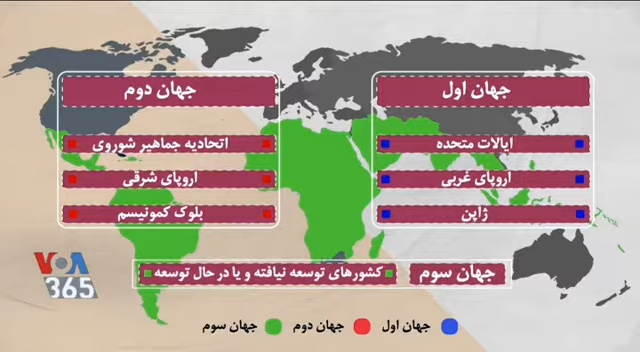 جهان اول
ایالات متحده
اروپای غربی
ژاپن
جهان دوم
اتحادیه جماهیر شوروی
اروپای شرقی
بلوک کمونیسم
جهان سوم
کشورهای توسعه نیافته و یا در حال توسعه
VOA
365
جهان اول
جهان دوم
جهان سوم